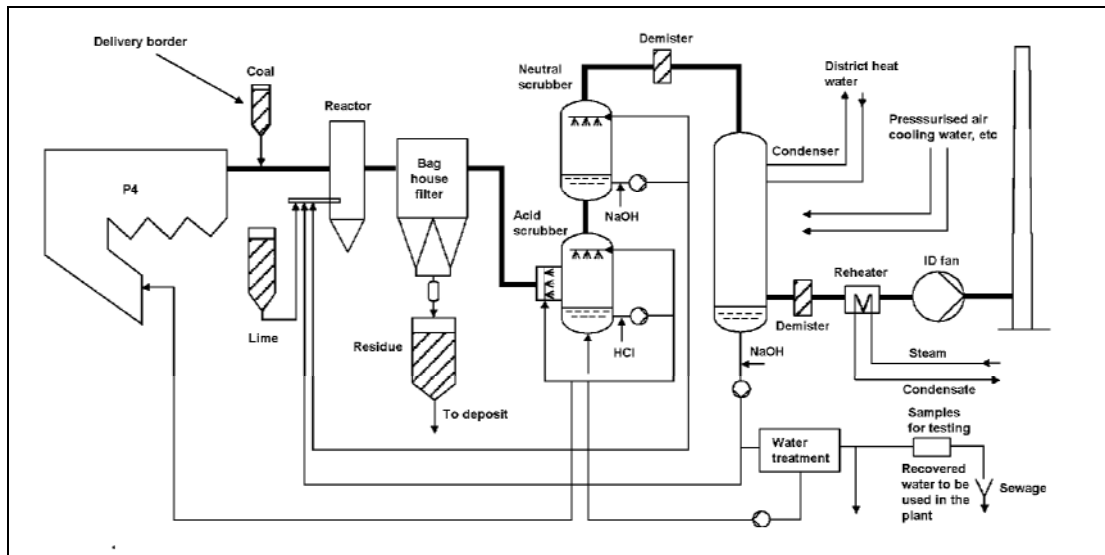 Delivery border
Coal
Reactor
P4
Lime
Bag
house
filter
Residue
To deposit
Neutral
scrubber
Demister
NaOH
Acid
scrubber
HCl
District heat
water
Condenser
Presssurised air
cooling water, etc
Reheater
ID fan
Demister
NaOH
Steam
Condensate
Water
treatment
Samples
for testing
Recovered
water to be
used in the
plant
Sewage